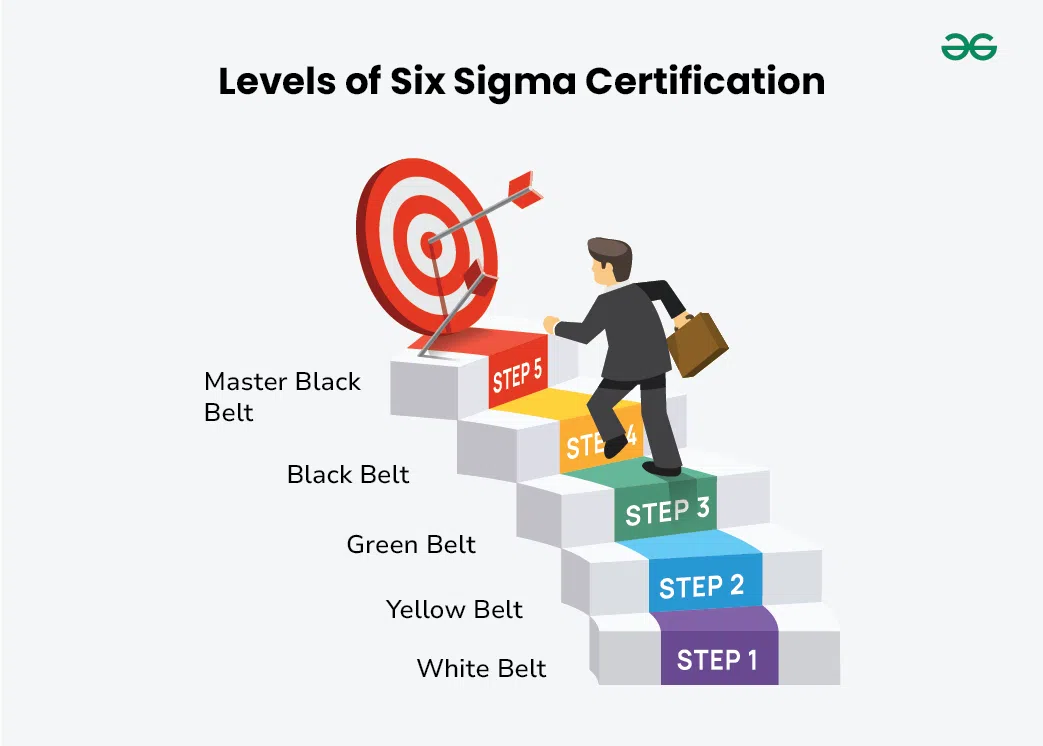 Levels of Six Sigma Certification
Master Black
Belt
STEP 5
Black Belt
STEP 4
Green Belt
STEP 3
Yellow Belt
STEP 2
White Belt
STEP 1